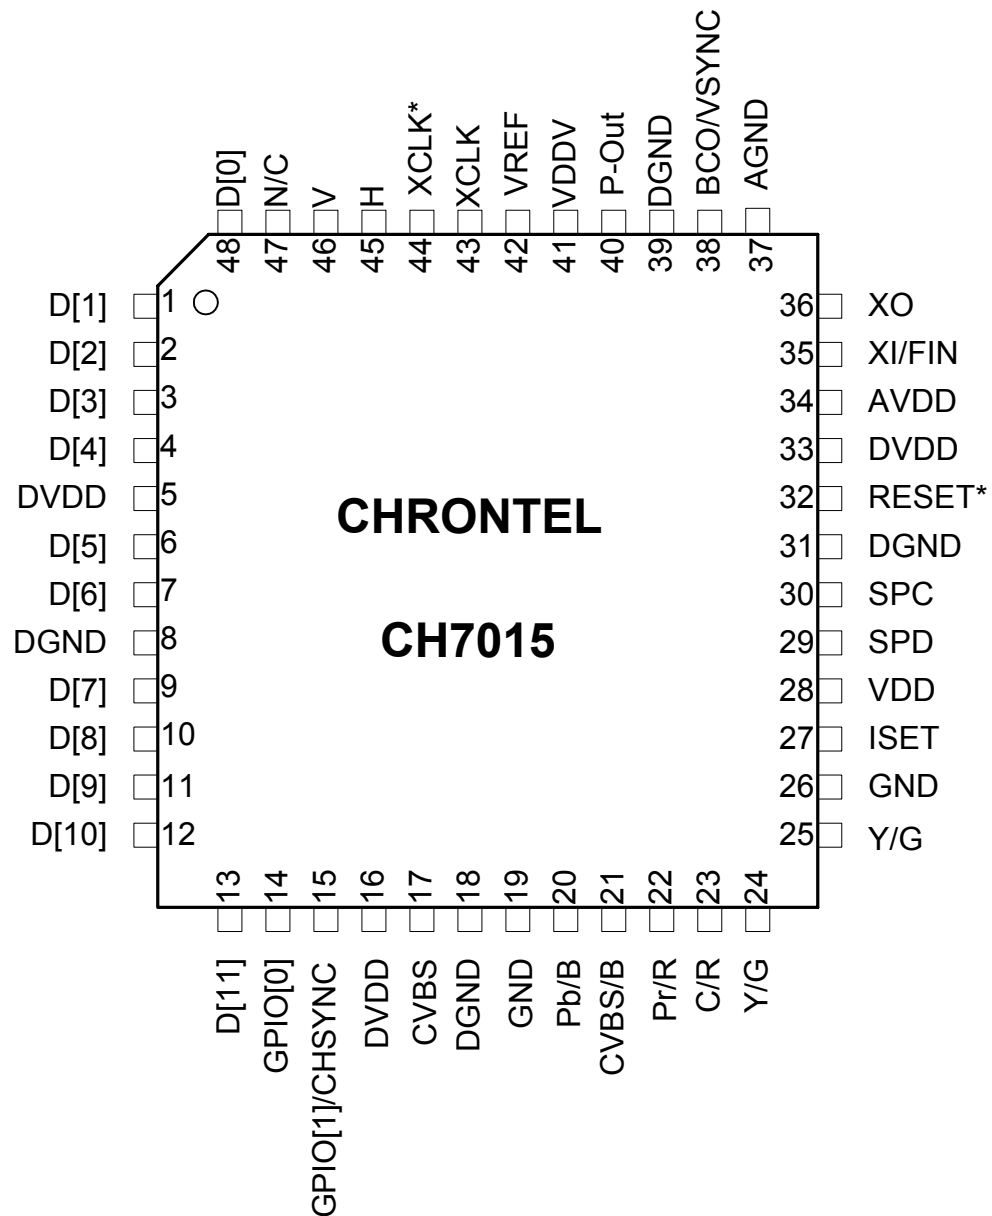 D[0]
N/C
V
H
XCLK*
XCLK
VREF
VDDV
P-Out
DGND
BCO/VSYNC
AGND
48
47
46
45
44
43
42
41
40
39
38
37
D[1] 1
D[2] 2
D[3] 3
D[4] 4
DVDD 5
D[5] 6
D[6] 7
DGND 8
D[7] 9
D[8] 10
D[9] 11
D[10] 12
CHRONTEL
CH7015
36 XO
35 XI/FIN
34 AVDD
33 DVDD
32 RESET*
31 DGND
30 SPC
29 SPD
28 VDD
27 ISET
26 GND
25 Y/G
13
14
15
16
17
18
19
20
21
22
23
24
D[11]
GPIO[0]
GPIO[1]/CHSYNC
DVDD
CVBS
DGND
GND
Pb/B
CVBS/B
Pr/R
C/R
Y/G